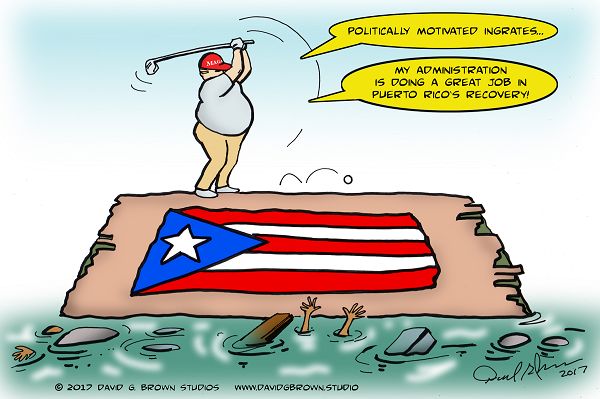 POLITICALLY MOTIVATED INGRATES...
MY ADMINISTRATION
IS DOING A GREAT JOB IN
PUERTO RICO'S RECOVERY!
MAGA
© 2017 DAVID G. BROWN STUDIOS WWW.DAVIDGBROWN.STUDIO
2017